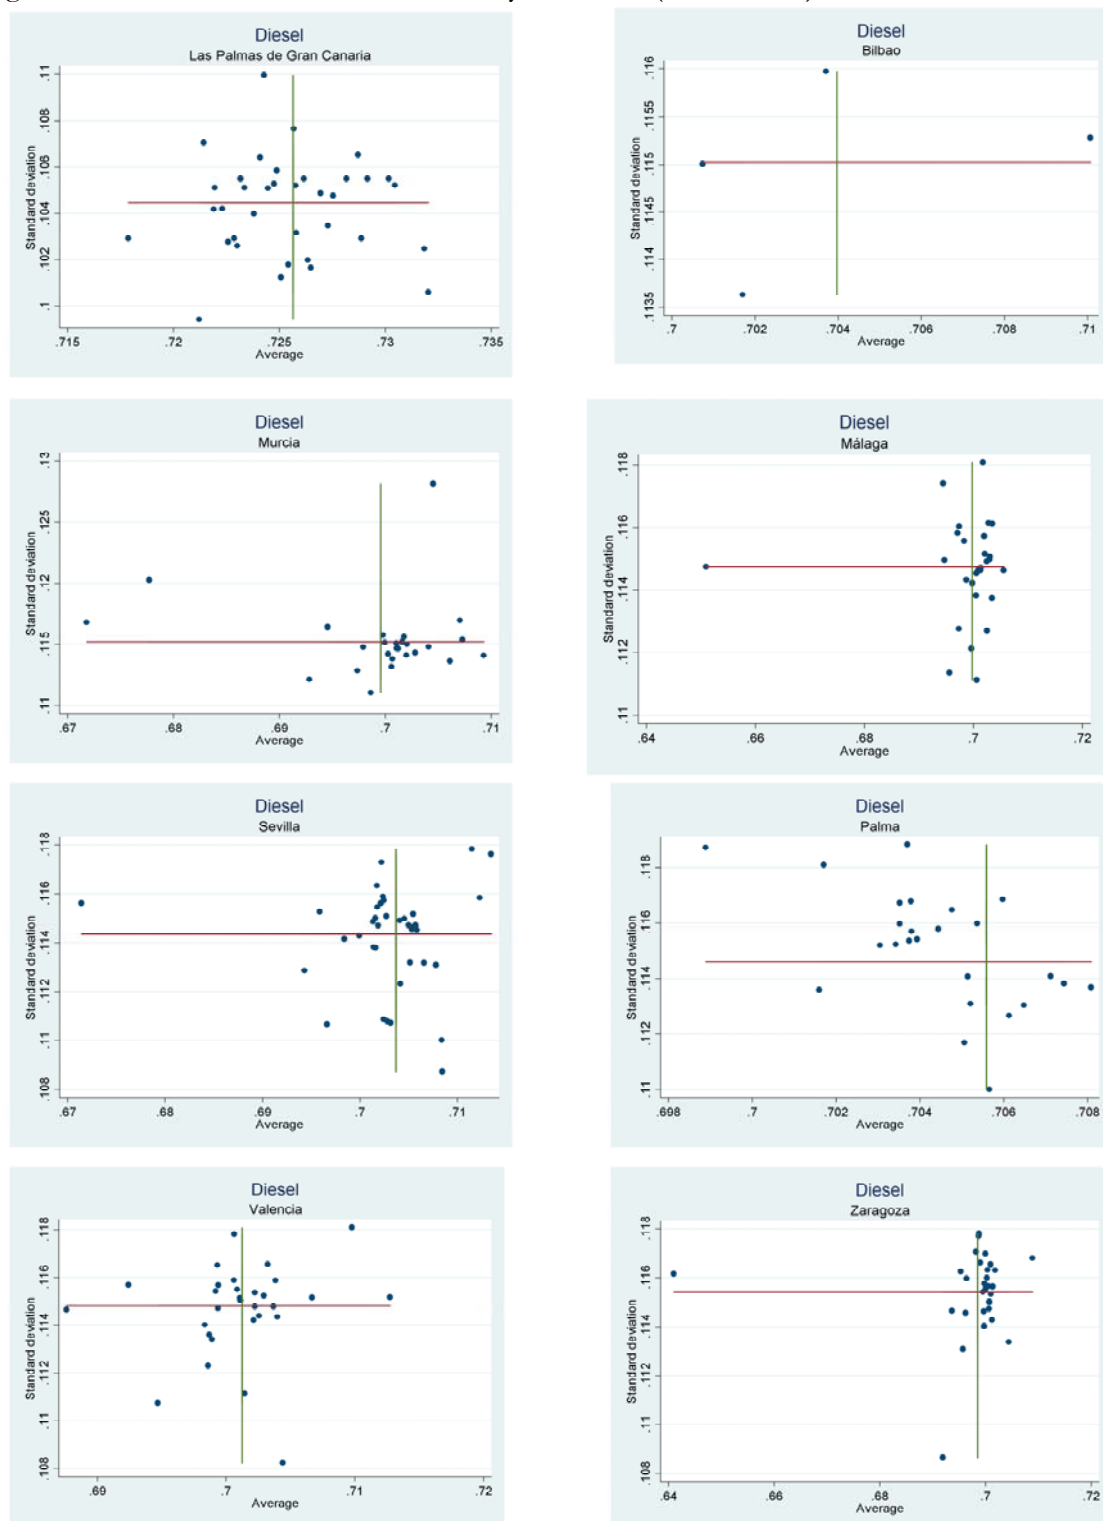 Diesel
Las Palmas de Gran Canaria
Standard deviation
.11
.108
.106
.104
.102
.1
.715 .72 .725 .73 .735
Average
Diesel
Bilbao
Standard deviation
.116
.1155
.115
.1145
.114
.1135
.7 .702 .704 .706 .708 .71
Average
Diesel
Murcia
Standard deviation
.13
.125
.12
.115
.11
.67 .68 .69 .7 .71
Average
Diesel
Málaga
Standard deviation
.118
.116
.114
.112
.11
.64 .66 .68 .7 .72
Average
Diesel
Sevilla
Standard deviation
.118
.116
.114
.112
.11
.108
.67 .68 .69 .7 .71
Average
Diesel
Palma
Standard deviation
.118
.116
.114
.112
.11
.698 .7 .702 .704 .706 .708
Average
Diesel
Valencia
Standard deviation
.118
.116
.114
.112
.11
.108
.69 .7 .71 .72
Average
Diesel
Zaragoza
Standard deviation
.118
.116
.114
.112
.11
.108
.64 .66 .68 .7 .72
Average